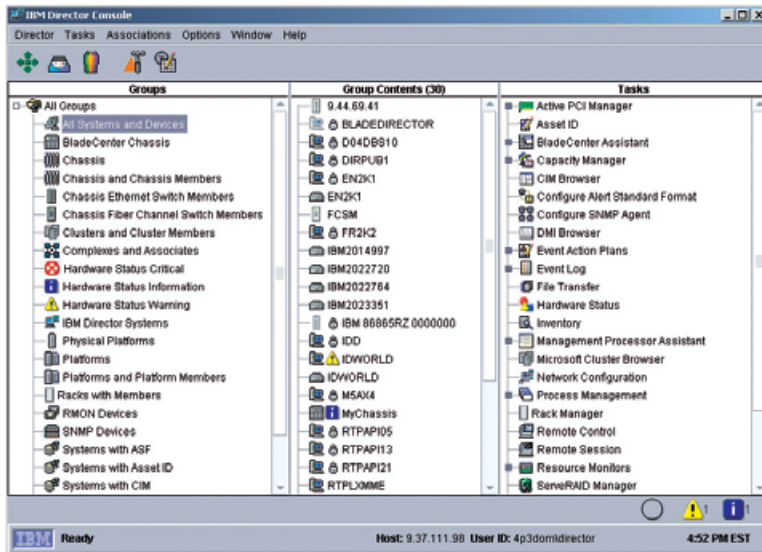 IBM Director Console
Director Tasks Associations Options Window Help
Groups
All Groups
All Systems and Devices
BladeCenter Chassis
Chassis
Chassis and Chassis Members
Chassis Ethernet Switch Members
Chassis Fiber Channel Switch Members
Clusters and Cluster Members
Complexes and Associates
Hardware Status Critical
Hardware Status Information
Hardware Status Warning
IBM Director Systems
Physical Platforms
Platforms
Platforms and Platform Members
Racks with Members
RMON Devices
SNMP Devices
Systems with ASF
Systems with Asset ID
Systems with CIM
Group Contents (30)
9.44.69.41
BLADEDIRECTOR
D04DBS10
DIRPUB1
EN2K1
EN2K1
FCSM
FR2K2
IBM2014997
IBM2022720
IBM2022764
IBM2023351
IBM 86865RZ 0000000
IDD
IDWORLD
IDWORLD
M5AX4
MyChassis
RTPAPI05
RTPAPI13
RTPAPI21
RTPLXMME
Tasks
Active PCI Manager
Asset ID
BladeCenter Assistant
Capacity Manager
CIM Browser
Configure Alert Standard Format
Configure SNMP Agent
DMI Browser
Event Action Plans
Event Log
File Transfer
Hardware Status
Inventory
Management Processor Assistant
Microsoft Cluster Browser
Network Configuration
Process Management
Rack Manager
Remote Control
Remote Session
Resource Monitors
ServeRAID Manager
1 1
IBM Ready Host: 9.37.111.98 User ID: 4p3dom\director 4:52 PM EST